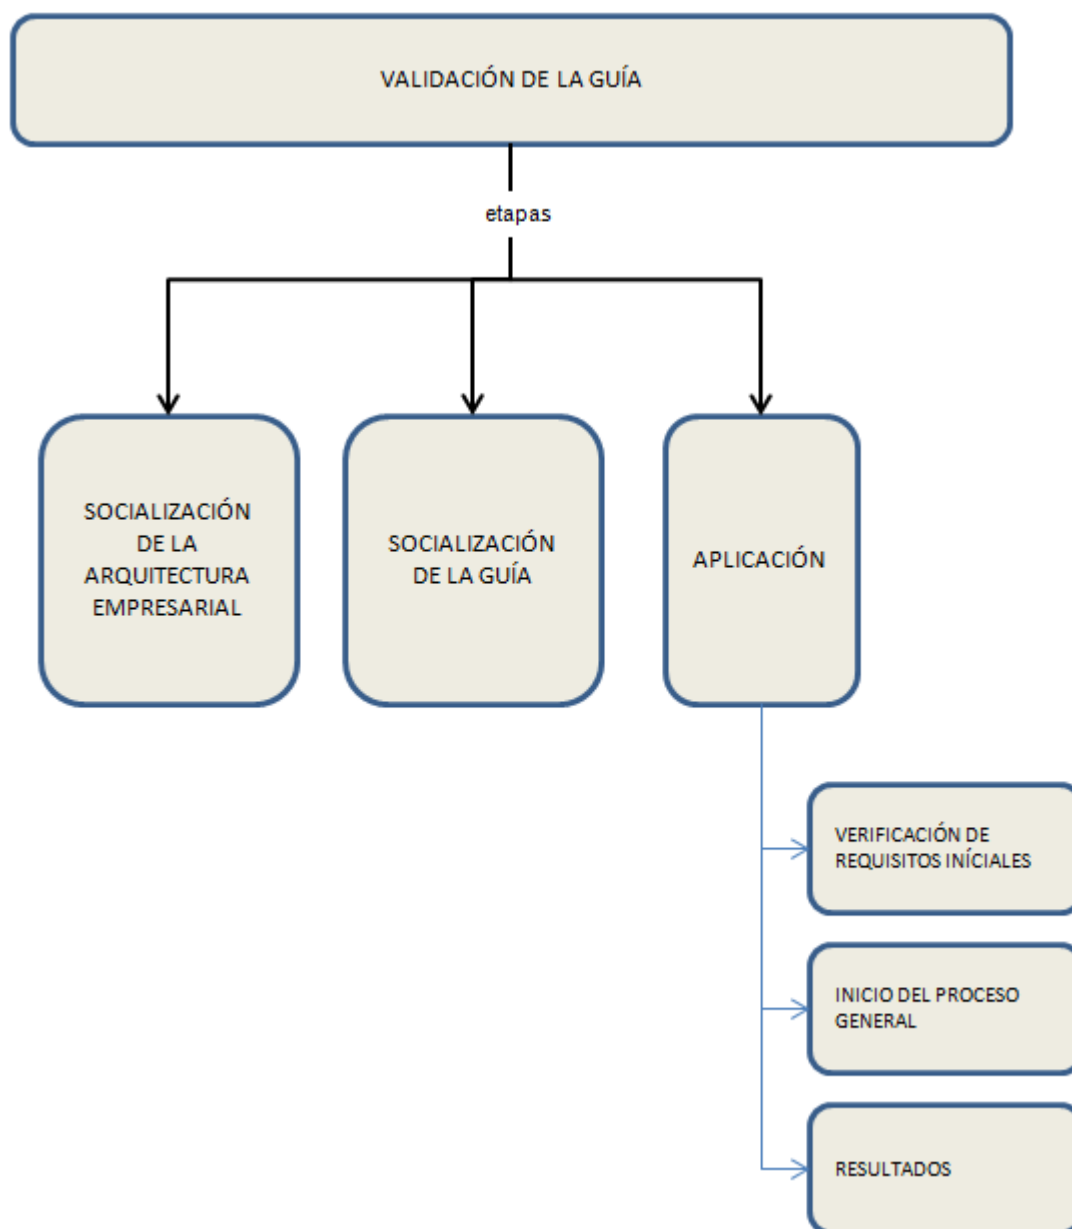 VALIDACIÓN DE LA GUÍA
etapas
SOCIALIZACIÓN
DE LA
ARQUITECTURA
EMPRESARIAL
SOCIALIZACIÓN
DE LA GUÍA
APLICACIÓN
VERIFICACIÓN DE
REQUISITOS INÍCIALES
INICIO DEL PROCESO
GENERAL
RESULTADOS